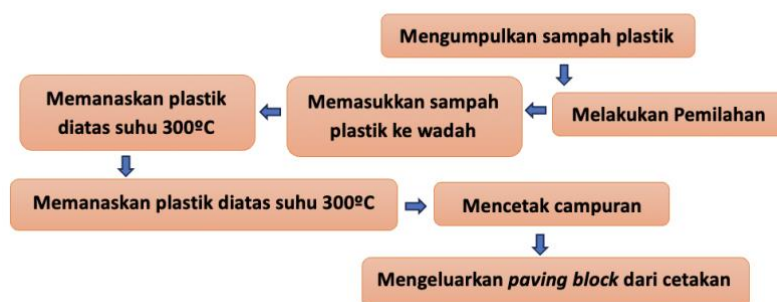 Mengumpulkan sampah plastik
Melakukan Pemilahan
Memasukkan sampah
plastik ke wadah
Memanaskan plastik
diatas suhu 300ºC
Memanaskan plastik diatas suhu 300ºC
Mencetak campuran
Mengeluarkan paving block dari cetakan